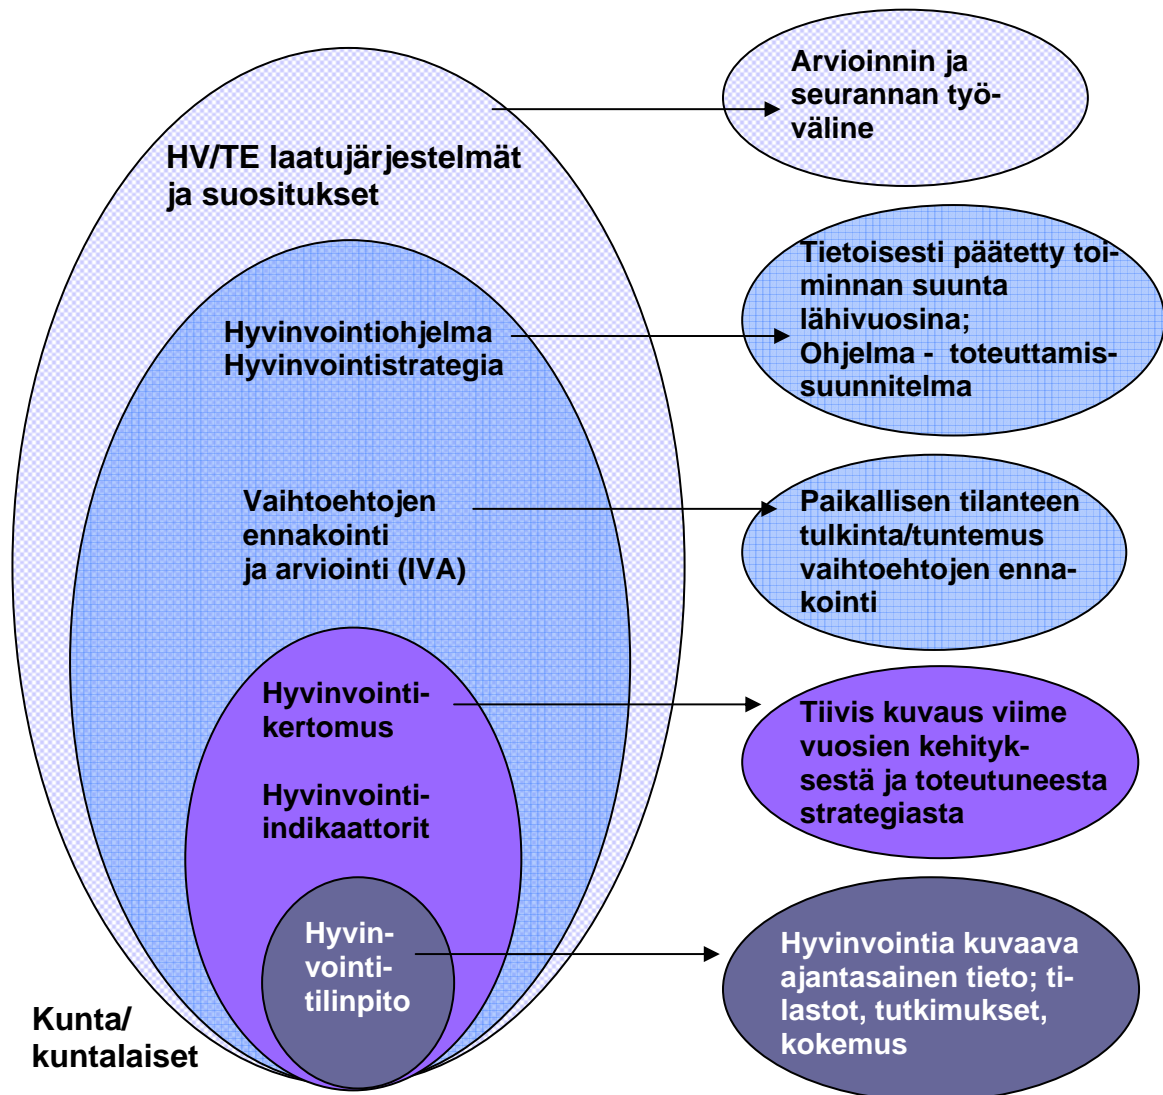 Arvioinnin ja
seurannan työ-
väline
HV/TE laatujärjestelmät
ja suositukset
Tietoisesti päätetty toi-
minnan suunta
lähivuosina;
Ohjelma - toteuttamis-
suunnitelma
Hyvinvointiohjelma
Hyvinvointistrategia
Vaihtoehtojen
ennakointi
ja arviointi (IVA)
Paikallisen tilanteen
tulkinta/tuntemus
vaihtoehtojen enna-
kointi
Hyvinvointi-
kertomus
Hyvinvointi-
indikaattorit
Tiivis kuvaus viime
vuosien kehityk-
sestä ja toteutuneesta
strategiasta
Hyvin-
vointi-
tilinpito
Hyvinvointia kuvaava
ajantasainen tieto; ti-
lastot, tutkimukset,
kokemus
Kunta/
kuntalaiset